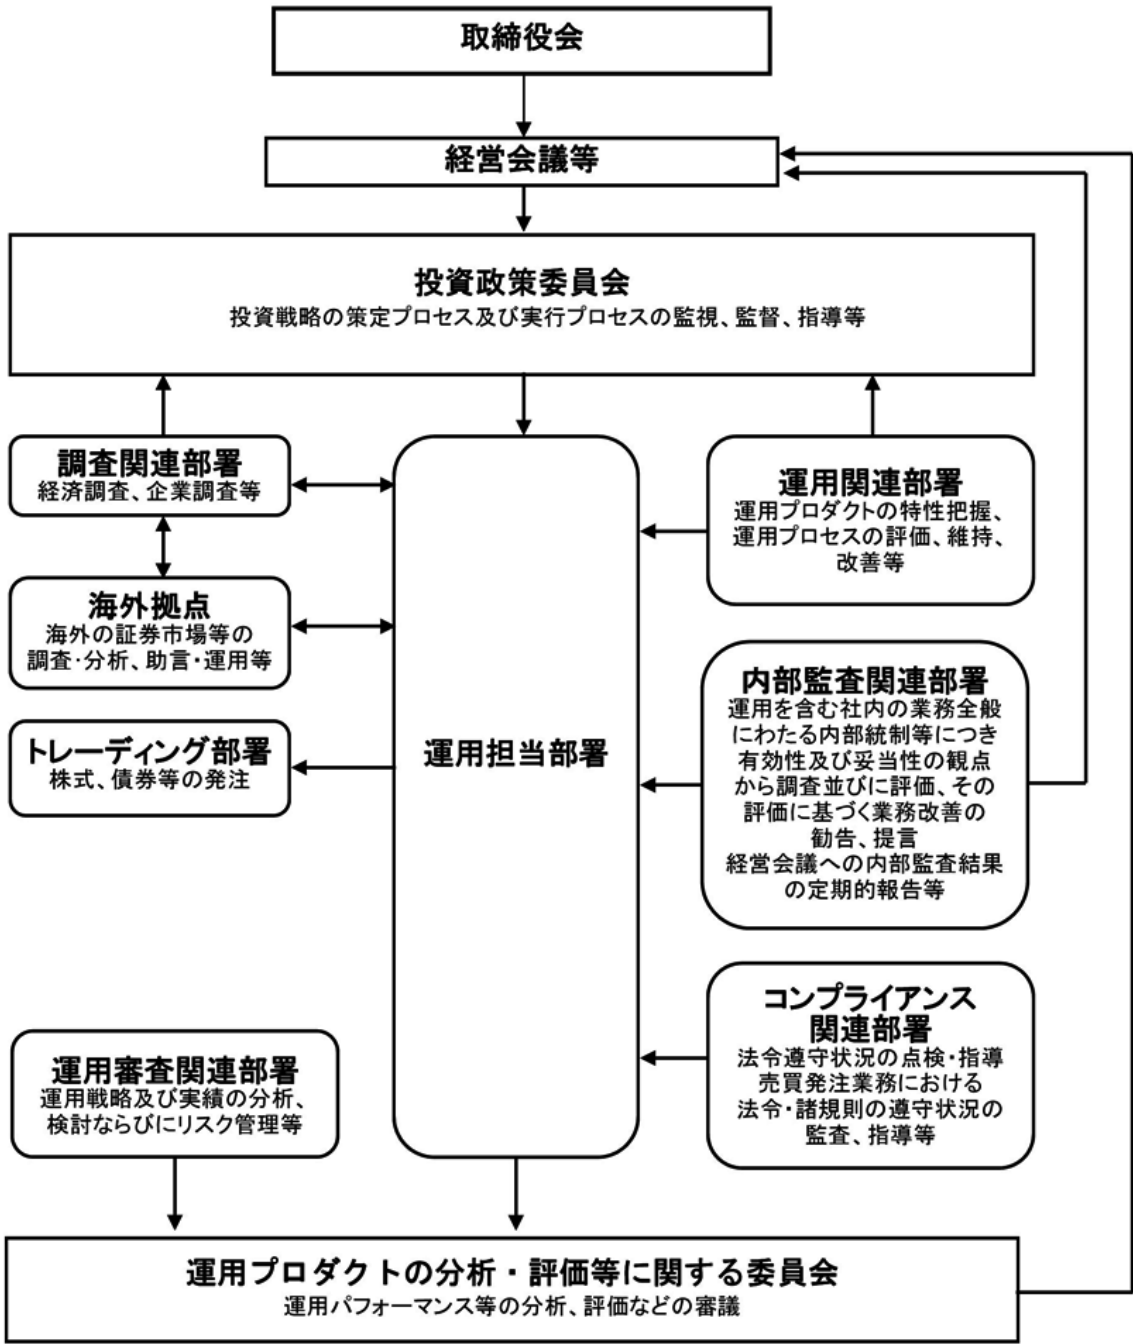 取締役会
経営会議等
投資政策委員会
投資戦略の策定プロセス及び実行プロセスの監視、監督、指導等
調査関連部署
経済調査、企業調査等
海外拠点
海外の証券市場等の
調査・分析、助言・運用等
トレーディング部署
株式、債券等の発注
運用担当部署
運用関連部署
運用プロダクトの特性把握、
運用プロセスの評価、維持、
改善等
内部監査関連部署
運用を含む社内の業務全般
にわたる内部統制等につき
有効性及び妥当性の観点
から調査並びに評価、その
評価に基づく業務改善の
勧告、提言
経営会議への内部監査結果
の定期的報告等
コンプライアンス
関連部署
法令遵守状況の点検・指導
売買発注業務における
法令・諸規則の遵守状況の
監査、指導等
運用審査関連部署
運用戦略及び実績の分析、
検討ならびにリスク管理等
運用プロダクトの分析・評価等に関する委員会
運用パフォーマンス等の分析、評価などの審議